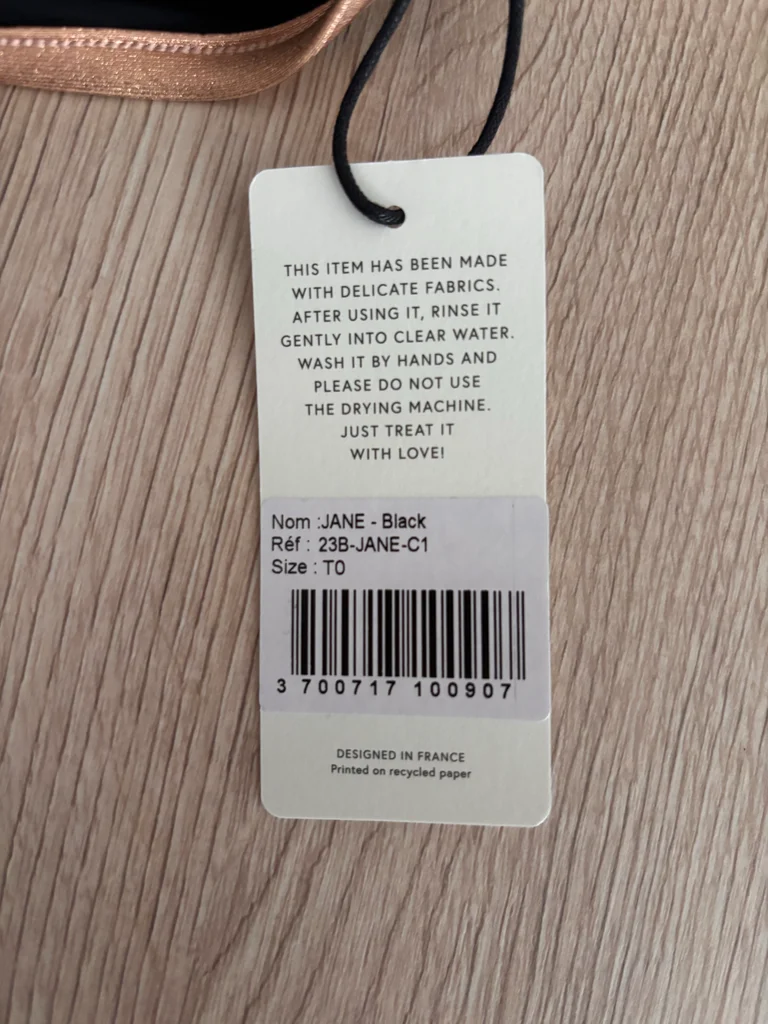 THIS ITEM HAS BEEN MADE
WITH DELICATE FABRICS.
AFTER USING IT, RINSE IT
GENTLY INTO CLEAR WATER.
WASH IT BY HANDS AND
PLEASE DO NOT USE
THE DRYING MACHINE.
JUST TREAT IT
WITH LOVE!
Nom :JANE - Black
Réf : 23B-JANE-C1
Size : T0
3 700717 100907
DESIGNED IN FRANCE
Printed on recycled paper